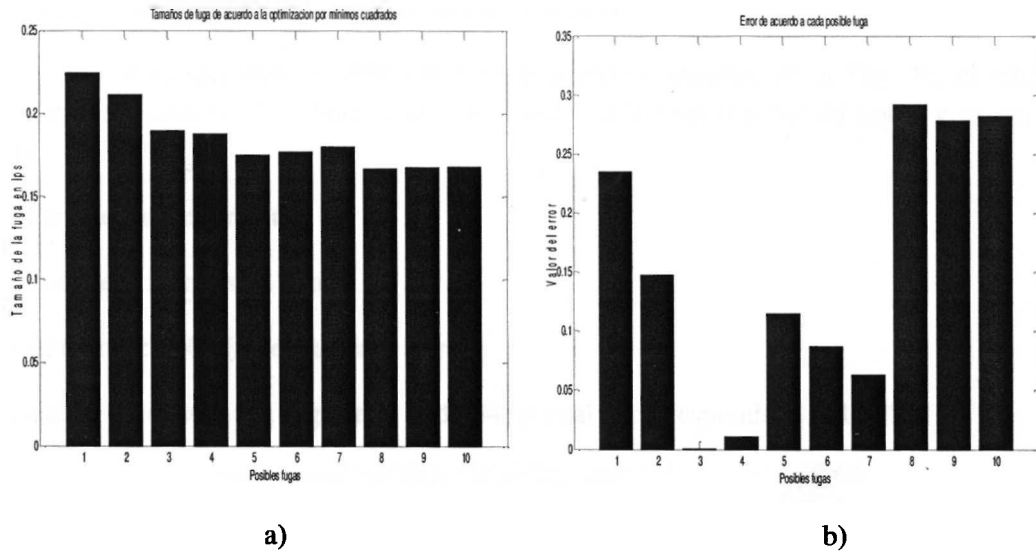 Tamaños de fuga de acuerdo a la optimizacion por mínimos cuadrados
0.25
0.2
0.15
0.1
0.05
0
Tamaño de la fuga en lps
1 2 3 4 5 6 7 8 9 10
Posibles fugas
a)
Error de acuerdo a cada posible fuga
0.35
0.3
0.25
0.2
0.15
0.1
0.05
0
Valor del error
1 2 3 4 5 6 7 8 9 10
Posibles fugas
b)